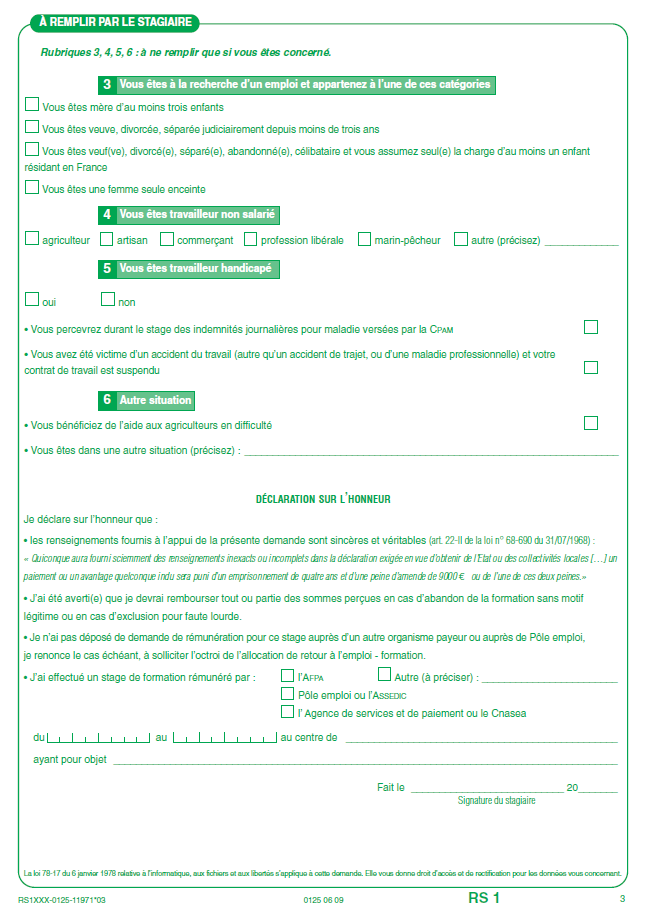 À REMPLIR PAR LE STAGIAIRE
Rubriques 3, 4, 5, 6 : à ne remplir que si vous êtes concerné.
3 Vous êtes à la recherche d'un emploi et appartenez à l'une de ces catégories
Vous êtes mère d'au moins trois enfants
Vous êtes veuve, divorcée, séparée judiciairement depuis moins de trois ans
Vous êtes veuf(ve), divorcé(e), séparé(e), abandonné(e), célibataire et vous assumez seul(e) la charge d'au moins un enfant
résidant en France
Vous êtes une femme seule enceinte
4 Vous êtes travailleur non salarié
agriculteur artisan commerçant profession libérale marin-pêcheur autre (précisez) ______________
5 Vous êtes travailleur handicapé
oui non
• Vous percevrez durant le stage des indemnités journalières pour maladie versées par la CPAM
• Vous avez été victime d'un accident du travail (autre qu'un accident de trajet, ou d'une maladie professionnelle) et votre
contrat de travail est suspendu
6 Autre situation
• Vous bénéficiez de l'aide aux agriculteurs en difficulté
• Vous êtes dans une autre situation (précisez) : ______________
DÉCLARATION SUR L'HONNEUR
Je déclare sur l'honneur que :
• les renseignements fournis à l'appui de la présente demande sont sincères et véritables (art. 22-II de la loi n° 68-690 du 31/07/1968) :
« Quiconque aura fourni sciemment des renseignements inexacts ou incomplets dans la déclaration exigée en vue d'obtenir de l'Etat ou des collectivités locales [...] un
paiement ou un avantage quelconque indu sera puni d'un emprisonnement de quatre ans et d'une peine d'amende de 9000 € ou de l'une de ces deux peines.»
• J'ai été averti(e) que je devrai rembourser tout ou partie des sommes perçues en cas d'abandon de la formation sans motif
légitime ou en cas d'exclusion pour faute lourde.
• Je n'ai pas déposé de demande de rémunération pour ce stage auprès d'un autre organisme payeur ou auprès de Pôle emploi,
je renonce le cas échéant, à solliciter l'octroi de l'allocation de retour à l'emploi - formation.
• J'ai effectué un stage de formation rémunéré par : l'AFPA Autre (à préciser) : ______________
Pôle emploi ou l'ASSEDIC
l' Agence de services et de paiement ou le Cnasea
du au au centre de ______________
ayant pour objet ______________
Fait le ______________ 20______
Signature du stagiaire
La loi 78-17 du 6 janvier 1978 relative à l'informatique, aux fichiers et aux libertés s'applique à cette demande. Elle vous donne droit d'accès et de rectification pour les données vous concernant.
RS1XXX-0125-11971*03 0125 06 09 RS 1 3